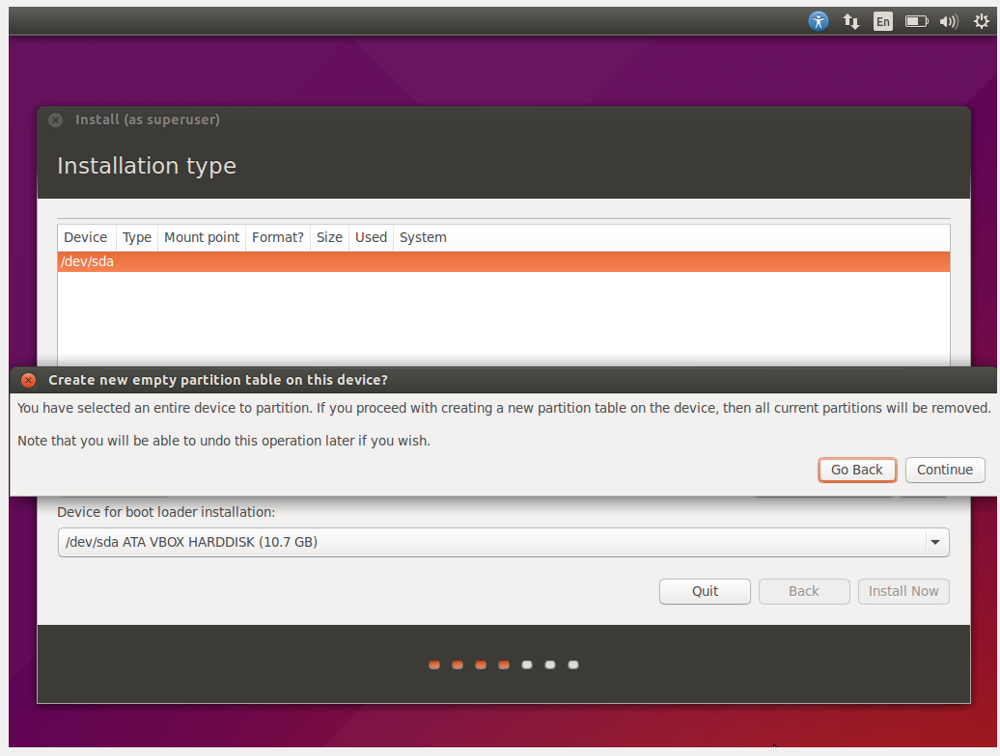 En
Install (as superuser)
Installation type
Device Type Mount point Format? Size Used System
/dev/sda
Create new empty partition table on this device?
You have selected an entire device to partition. If you proceed with creating a new partition table on the device, then all current partitions will be removed.
Note that you will be able to undo this operation later if you wish.
Go Back Continue
Device for boot loader installation:
/dev/sda ATA VBOX HARDDISK (10.7 GB)
Quit Back Install Now